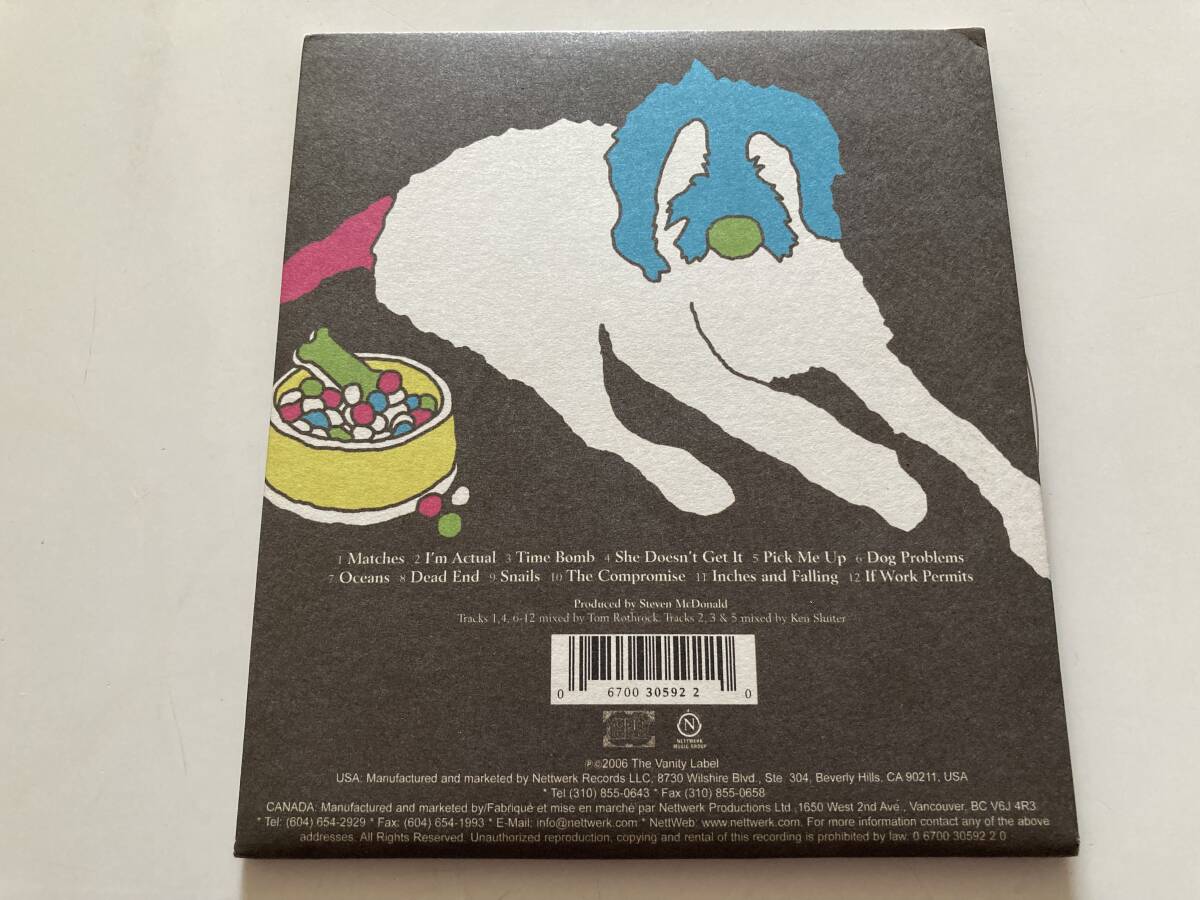 1 Matches 2 I'm Actual 3 Time Bomb 4 She Doesn't Get It 5 Pick Me Up 6 Dog Problems
7 Oceans 8 Dead End 9 Snails 10 The Compromise 11 Inches and Falling 12 If Work Permits
Produced by Steven McDonald
Tracks 1,4, 6-12 mixed by Tom Rothrock. Tracks 2, 3 & 5 mixed by Ken Sluiter
0 6700 30592 2 0
N
NETTWERK
MUSIC GROUP
℗©2006 The Vanity Label
USA: Manufactured and marketed by Nettwerk Records LLC, 8730 Wilshire Blvd., Ste 304, Beverly Hills, CA 90211, USA
* Tel (310) 855-0643 * Fax (310) 855-0658
CANADA: Manufactured and marketed by/Fabriqué et mise en marché par Nettwerk Productions Ltd ,1650 West 2nd Ave , Vancouver, BC V6J 4R3
* Tel: (604) 654-2929 * Fax: (604) 654-1993 * E-Mail: info@nettwerk.com * NettWeb: www.nettwerk.com. For more information contact any of the above
addresses. All Rights Reserved. Unauthorized reproduction, copying and rental of this recording is prohibited by law. 0 6700 30592 2 0